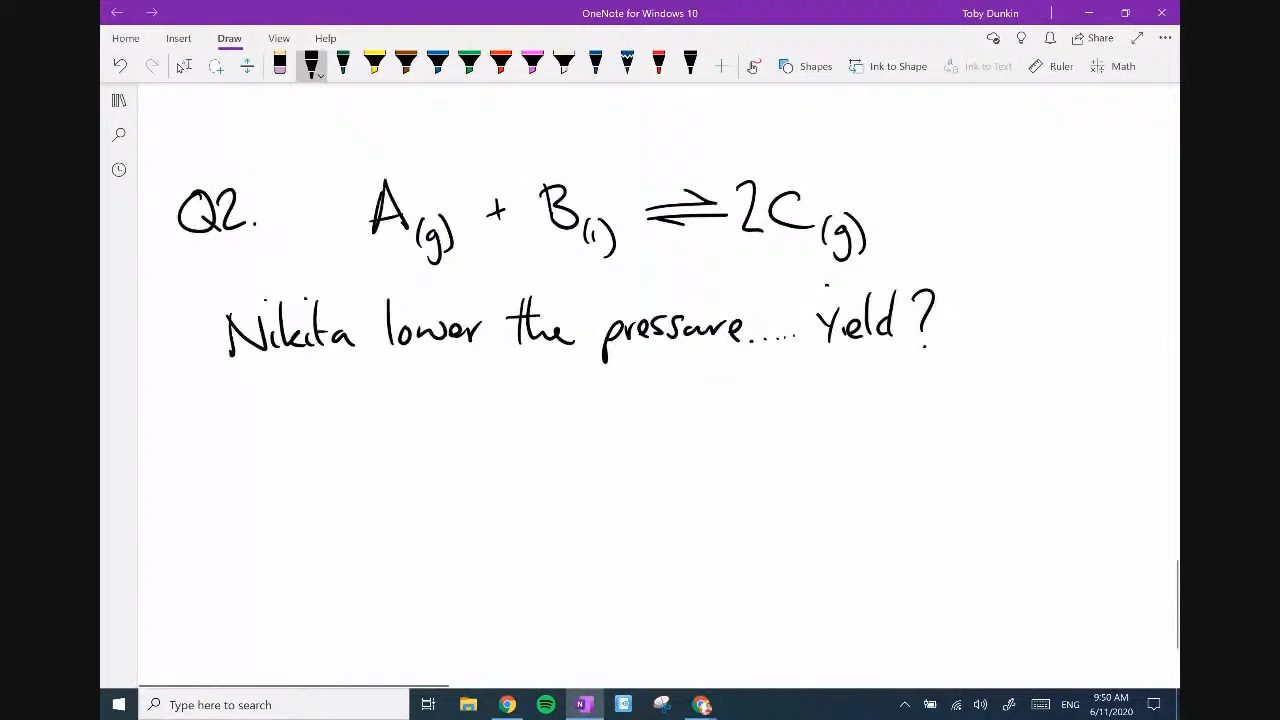 OneNote for Windows 10
Toby Dunkin
Home Insert Draw View Help
Share
Shapes Ink to Shape Ink to Text Ruler Math
Q2. A(g) + B(l) ⇌ 2C(g)
Nikita lower the pressure..... Yield?
Type here to search
ENG
9:50 AM
6/11/2020